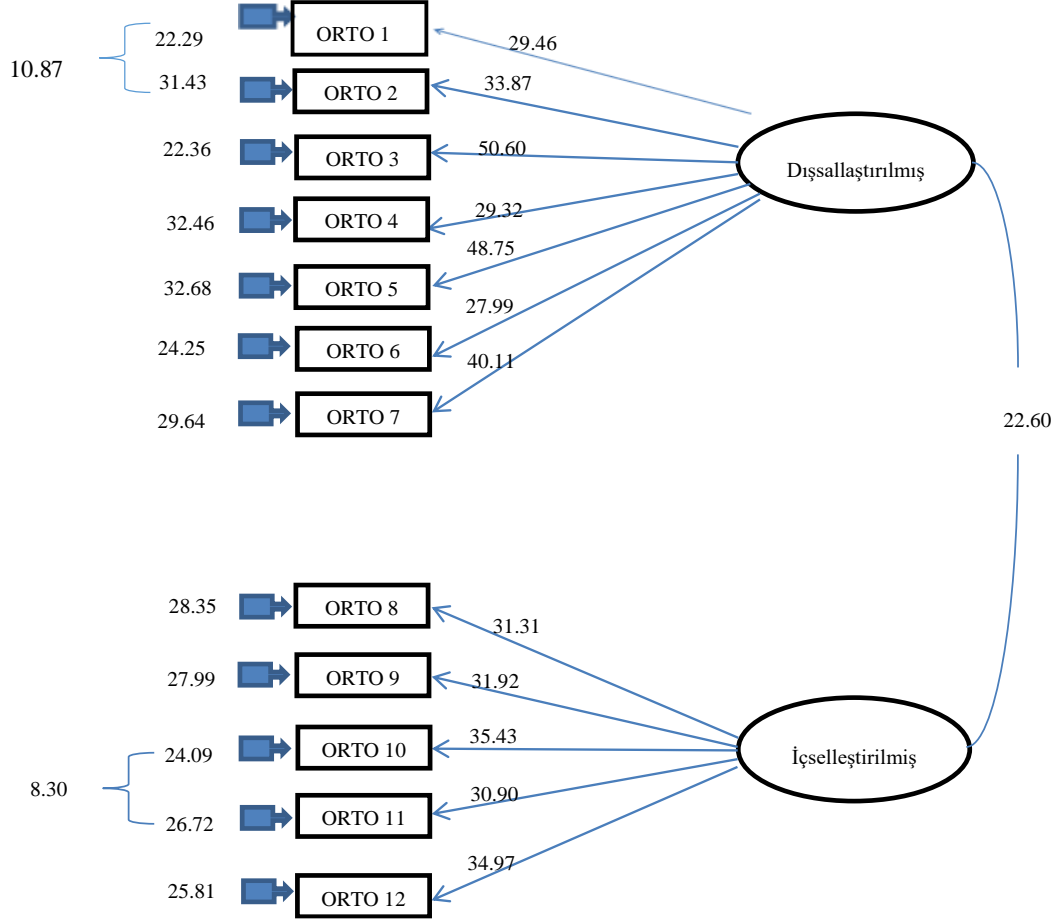 22.29
ORTO 1
29.46
10.87
31.43
ORTO 2
33.87
22.36
ORTO 3
50.60
Dışsallaştırılmış
32.46
ORTO 4
29.32
32.68
ORTO 5
48.75
24.25
ORTO 6
27.99
29.64
ORTO 7
40.11
22.60
28.35
ORTO 8
31.31
27.99
ORTO 9
31.92
24.09
ORTO 10
35.43
İçselleştirilmiş
8.30
26.72
ORTO 11
30.90
25.81
ORTO 12
34.97